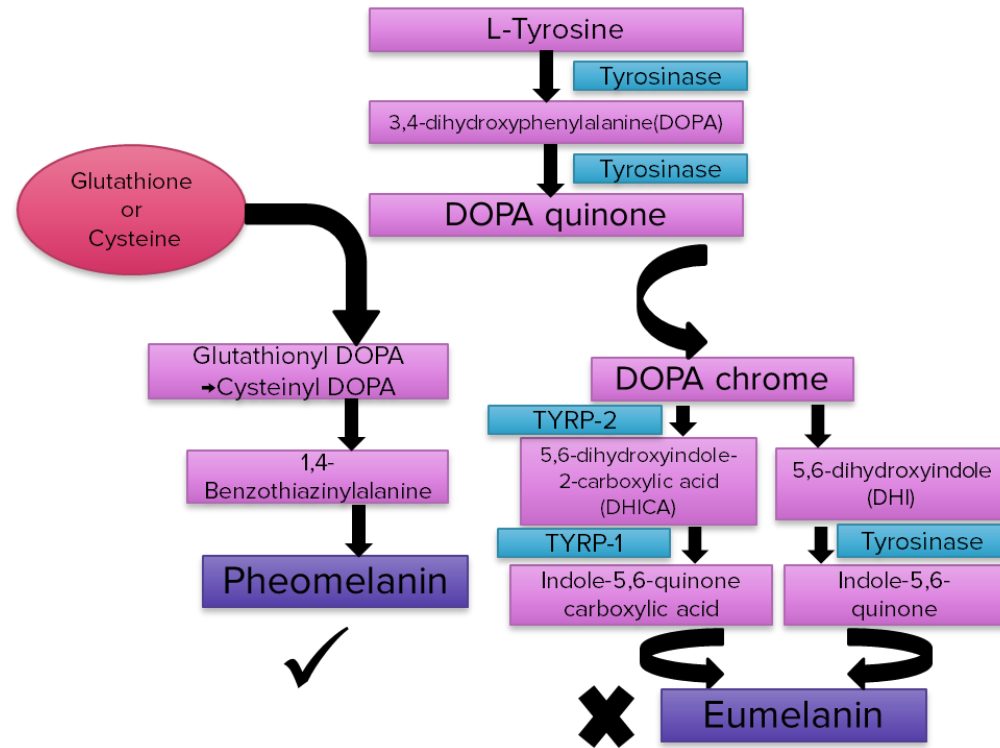 L-Tyrosine
Tyrosinase
3,4-dihydroxyphenylalanine(DOPA)
Tyrosinase
DOPA quinone
Glutathione
or
Cysteine
Glutathionyl DOPA
→Cysteinyl DOPA
1,4-
Benzothiazinylalanine
Pheomelanin
DOPA chrome
TYRP-2
5,6-dihydroxyindole-
2-carboxylic acid
(DHICA)
TYRP-1
Indole-5,6-quinone
carboxylic acid
5,6-dihydroxyindole
(DHI)
Tyrosinase
Indole-5,6-
quinone
Eumelanin